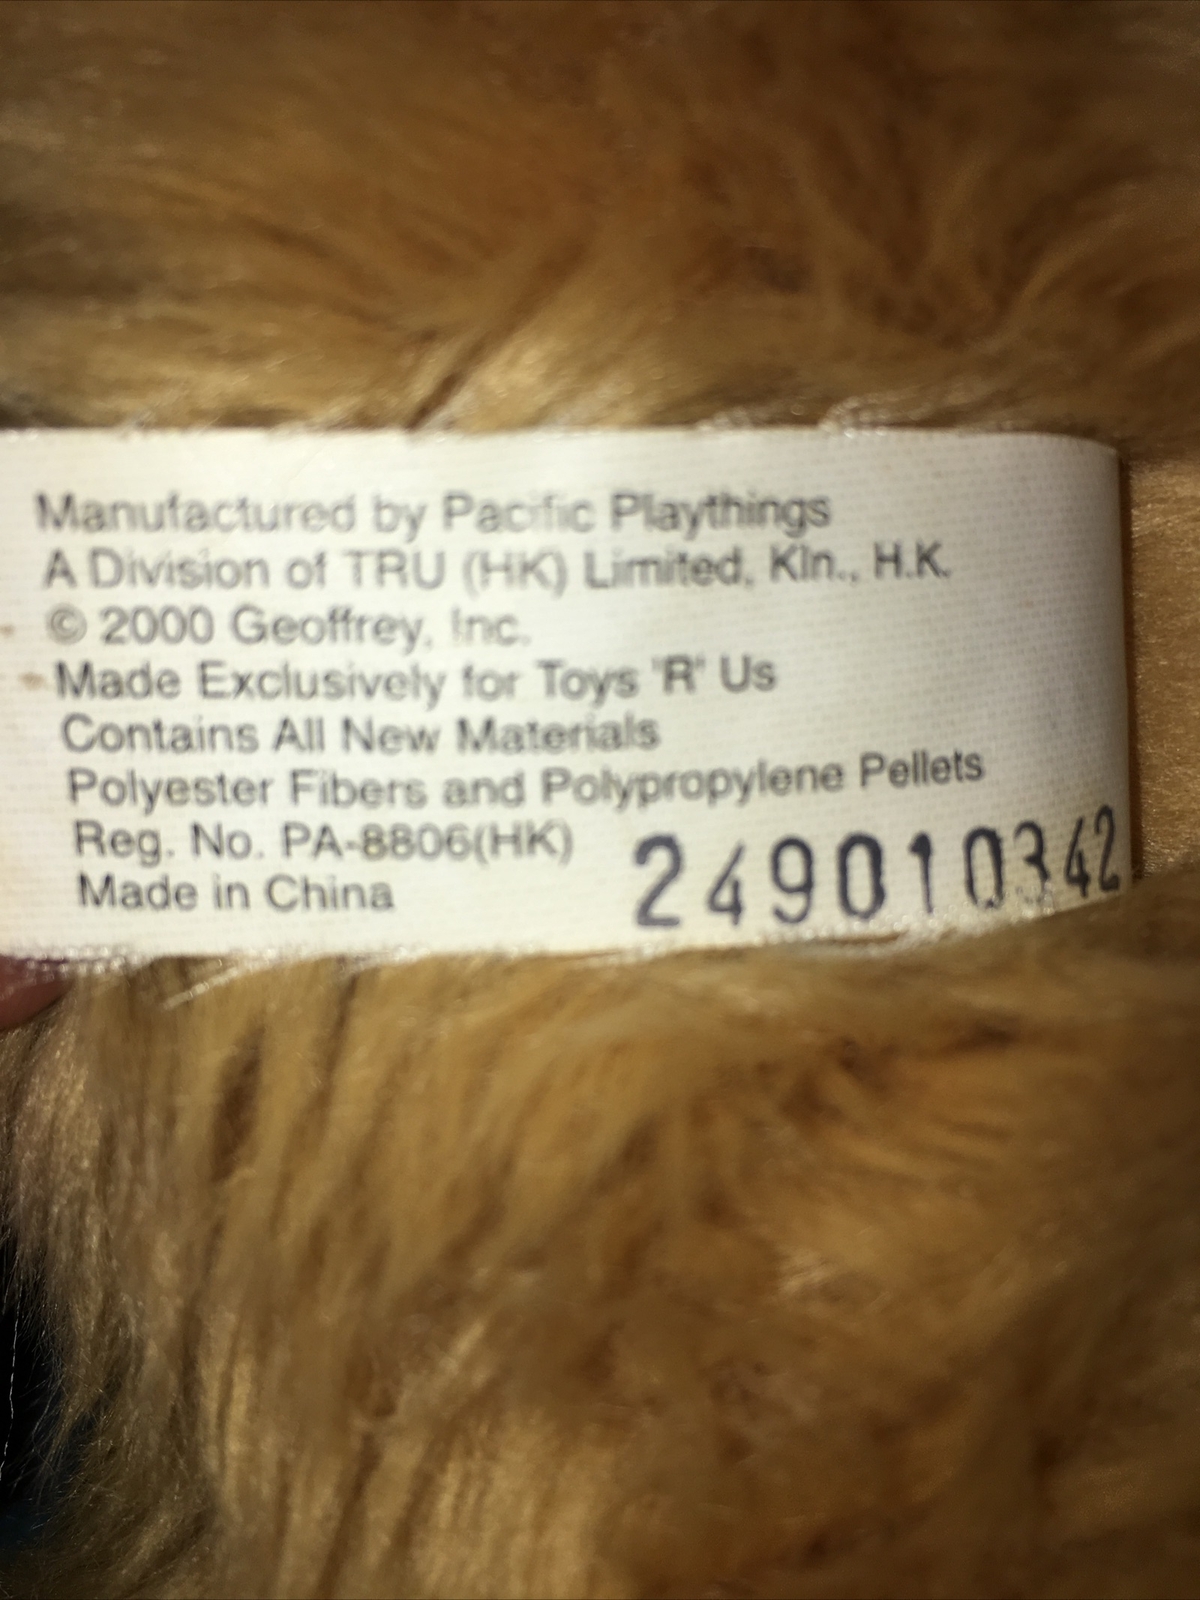 Manufactured by Pacific Playthings
A Division of TRU (HK) Limited, Kln., H.K.
© 2000 Geoffrey, Inc.
Made Exclusively for Toys "R" Us
Contains All New Materials
Polyester Fibers and Polypropylene Pellets
Reg. No. PA-8806(HK)
Made in China
249010342